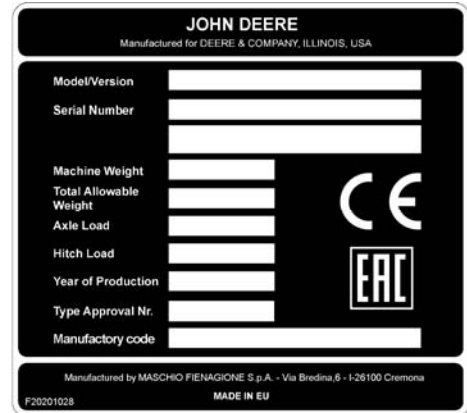 JOHN DEERE
Manufactured for DEERE & COMPANY, ILLINOIS, USA
Model/Version
Serial Number
Machine Weight
Total Allowable
Weight
Axle Load
Hitch Load
Year of Production
Type Approval Nr.
Manufactory code
CE
EAC
Manufactured by MASCHIO FIENAGIONE S.p.A. - Via Bredina,6 - I-26100 Cremona
MADE IN EU
F20201028